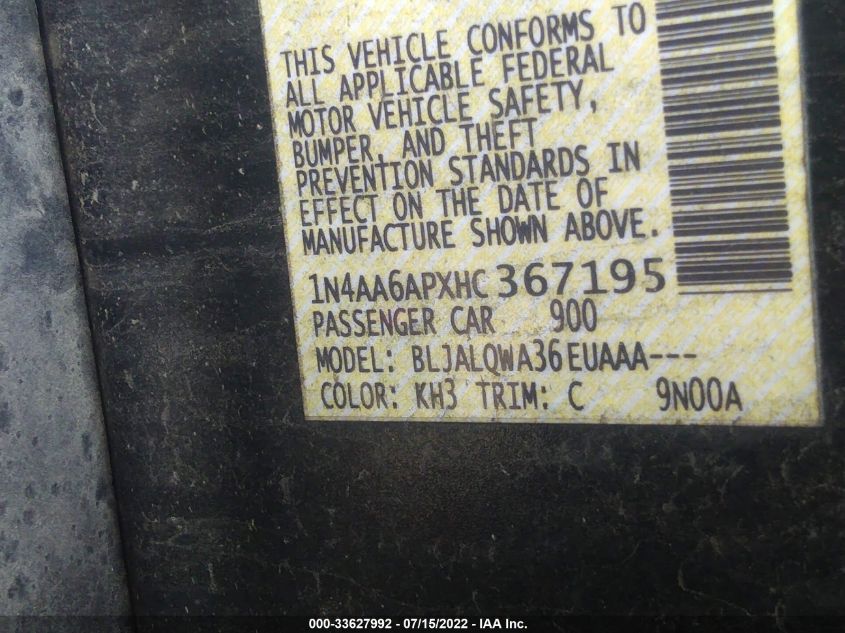 THIS VEHICLE CONFORMS TO
ALL APPLICABLE FEDERAL
MOTOR VEHICLE SAFETY,
BUMPER, AND THEFT
PREVENTION STANDARDS IN
EFFECT ON THE DATE OF
MANUFACTURE SHOWN ABOVE.
1N4AA6APXHC 367195
PASSENGER CAR 900
MODEL: BLJALQWA36EUAAA---
COLOR: KH3 TRIM: C 9N00A
000-33627992 - 07/15/2022 - IAA Inc.